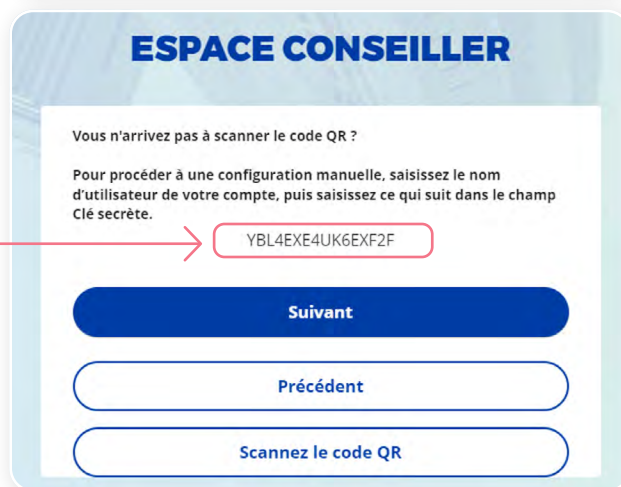 ESPACE CONSEILLER
Vous n'arrivez pas à scanner le code QR ?
Pour procéder à une configuration manuelle, saisissez le nom
d'utilisateur de votre compte, puis saisissez ce qui suit dans le champ
Clé secrète.
YBL4EXE4UK6EXF2F
Suivant
Précédent
Scannez le code QR